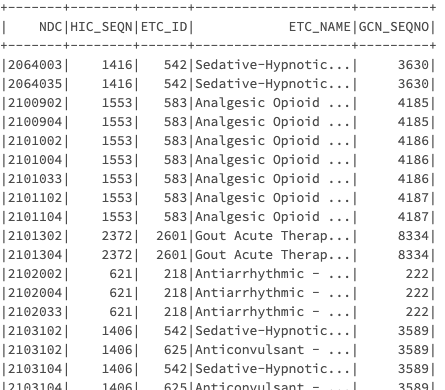 +-------+--------+------+--------------------+---------+
|    NDC|HIC_SEQN|ETC_ID|            ETC_NAME|GCN_SEQNO|
+-------+--------+------+--------------------+---------+
|2064003|    1416|   542|Sedative-Hypnotic...|     3630|
|2064035|    1416|   542|Sedative-Hypnotic...|     3630|
|2100902|    1553|   583|Analgesic Opioid ...|     4185|
|2100904|    1553|   583|Analgesic Opioid ...|     4185|
|2101002|    1553|   583|Analgesic Opioid ...|     4186|
|2101004|    1553|   583|Analgesic Opioid ...|     4186|
|2101033|    1553|   583|Analgesic Opioid ...|     4186|
|2101102|    1553|   583|Analgesic Opioid ...|     4187|
|2101104|    1553|   583|Analgesic Opioid ...|     4187|
|2101302|    2372|  2601|Gout Acute Therap...|     8334|
|2101304|    2372|  2601|Gout Acute Therap...|     8334|
|2102002|     621|   218|Antiarrhythmic - ...|      222|
|2102004|     621|   218|Antiarrhythmic - ...|      222|
|2102033|     621|   218|Antiarrhythmic - ...|      222|
|2103102|    1406|   542|Sedative-Hypnotic...|     3589|
|2103102|    1406|   625|Anticonvulsant - ...|     3589|
|2103104|    1406|   542|Sedative-Hypnotic...|     3589|
|2103104|    1406|   625|Anticonvulsant - ...|     3589|